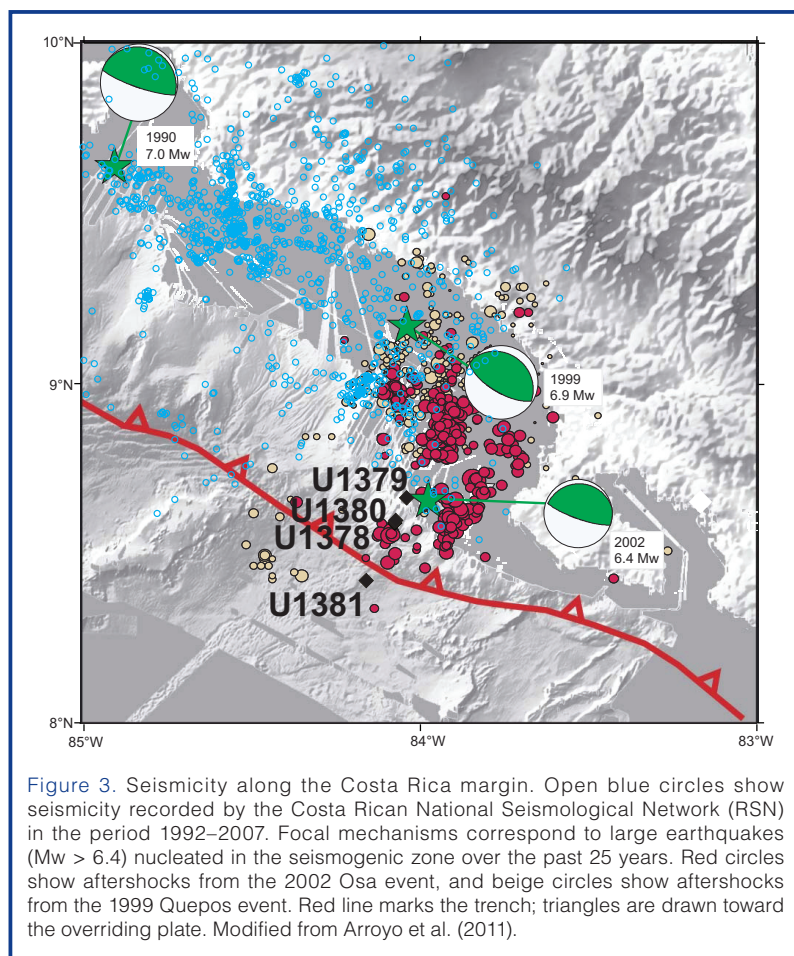 10°N
1990
7.0 Mw
9°N
1999
6.9 Mw
U1379
U1380
U1378
2002
6.4 Mw
U1381
8°N
85°W
84°W
83°W
Figure 3. Seismicity along the Costa Rica margin. Open blue circles show
seismicity recorded by the Costa Rican National Seismological Network (RSN)
in the period 1992–2007. Focal mechanisms correspond to large earthquakes
(Mw > 6.4) nucleated in the seismogenic zone over the past 25 years. Red circles
show aftershocks from the 2002 Osa event, and beige circles show aftershocks
from the 1999 Quepos event. Red line marks the trench; triangles are drawn toward
the overriding plate. Modified from Arroyo et al. (2011).